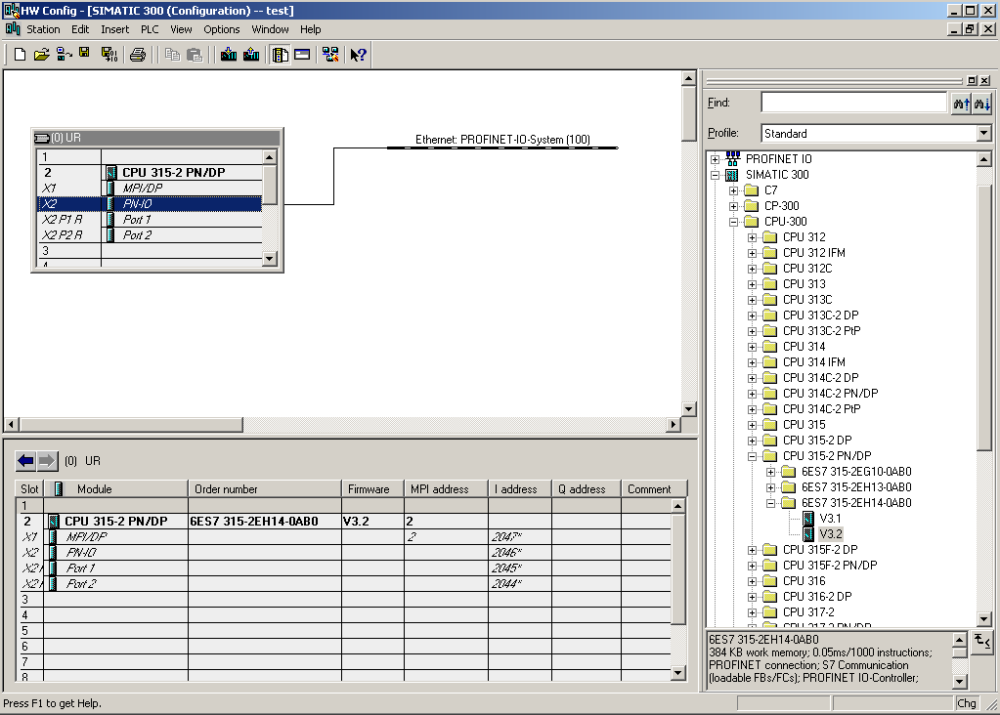 HW Config - [SIMATIC 300 (Configuration) -- test]
Station Edit Insert PLC View Options Window Help
(0) UR
1
2 CPU 315-2 PN/DP
X1 MPI/DP
X2 PN-IO
X2 P1 R Port 1
X2 P2 R Port 2
3
4
Ethernet: PROFINET-IO-System (100)
(0) UR
Slot Module Order number Firmware MPI address I address Q address Comment
1
2 CPU 315-2 PN/DP 6ES7 315-2EH14-0AB0 V3.2 2
X1 MPI/DP 2 2047*
X2 PN-IO 2046*
X2 Port 1 2045*
X2 Port 2 2044*
3
4
5
6
7
8
Find:
Profile: Standard
PROFINET IO
SIMATIC 300
C7
CP-300
CPU-300
CPU 312
CPU 312 IFM
CPU 312C
CPU 313
CPU 313C
CPU 313C-2 DP
CPU 313C-2 PtP
CPU 314
CPU 314 IFM
CPU 314C-2 DP
CPU 314C-2 PN/DP
CPU 314C-2 PtP
CPU 315
CPU 315-2 DP
CPU 315-2 PN/DP
6ES7 315-2EG10-0AB0
6ES7 315-2EH13-0AB0
6ES7 315-2EH14-0AB0
V3.1
V3.2
CPU 315F-2 DP
CPU 315F-2 PN/DP
CPU 316
CPU 316-2 DP
CPU 317-2
CPU 317-2 PN/DP
6ES7 315-2EH14-0AB0
384 KB work memory; 0.05ms/1000 instructions;
PROFINET connection; S7 Communication
(loadable FBs/FCs); PROFINET IO-Controller;
Press F1 to get Help.
Chg